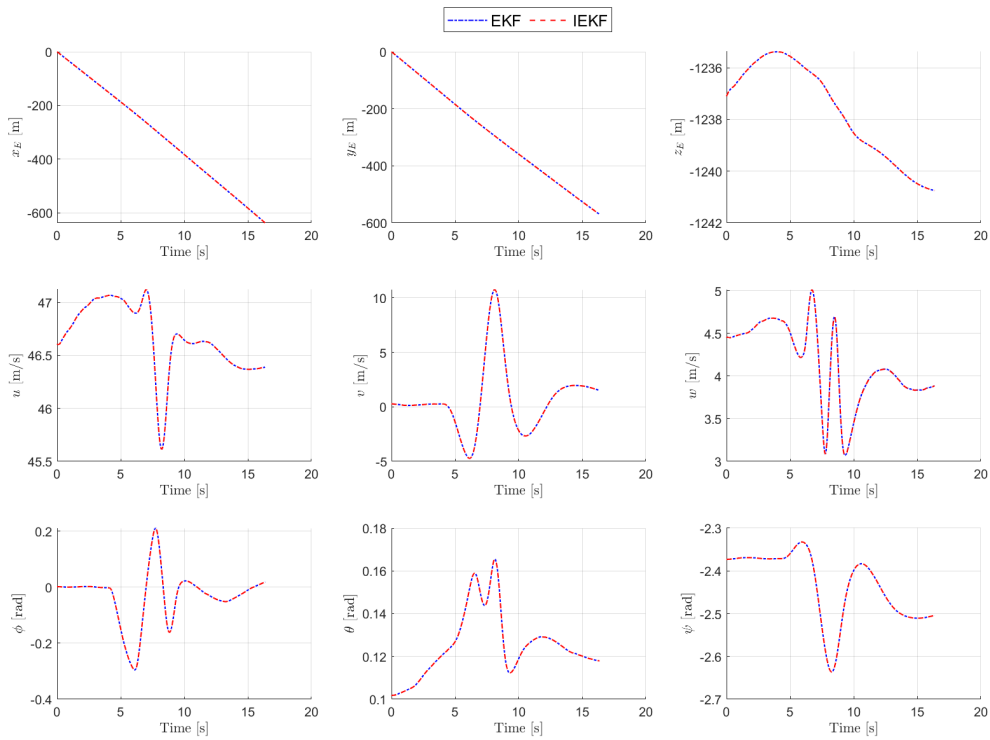 EKF IEKF
0
-200
-400
-600
x_E [m]
0 5 10 15 20
Time [s]
0
-200
-400
-600
y_E [m]
0 5 10 15 20
Time [s]
-1236
-1238
-1240
-1242
z_E [m]
0 5 10 15 20
Time [s]
47
46.5
46
45.5
u [m/s]
0 5 10 15 20
Time [s]
10
5
0
-5
v [m/s]
0 5 10 15 20
Time [s]
5
4.5
4
3.5
3
w [m/s]
0 5 10 15 20
Time [s]
0.2
0
-0.2
-0.4
ϕ [rad]
0 5 10 15 20
Time [s]
0.18
0.16
0.14
0.12
0.1
θ [rad]
0 5 10 15 20
Time [s]
-2.3
-2.4
-2.5
-2.6
-2.7
ψ [rad]
0 5 10 15 20
Time [s]